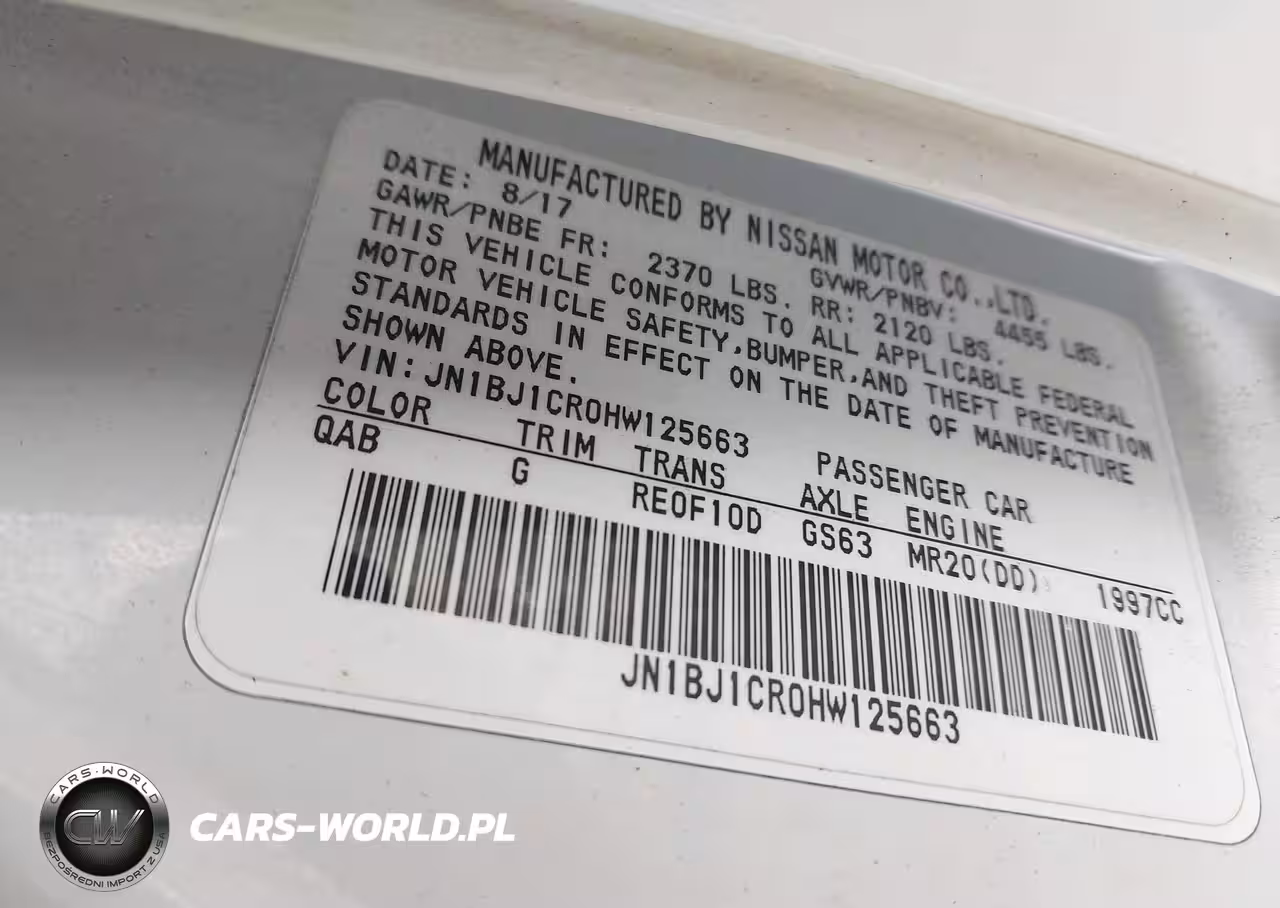 MANUFACTURED BY NISSAN MOTOR CO.,LTD.
DATE: 8/17 GVWR/PNBV: 4455 LBS.
GAWR/PNBE FR: 2370 LBS. RR: 2120 LBS.
THIS VEHICLE CONFORMS TO ALL APPLICABLE FEDERAL
MOTOR VEHICLE SAFETY,BUMPER,AND THEFT PREVENTION
STANDARDS IN EFFECT ON THE DATE OF MANUFACTURE
SHOWN ABOVE.
VIN:JN1BJ1CR0HW125663 PASSENGER CAR
COLOR TRIM TRANS AXLE ENGINE
QAB G RE0F10D GS63 MR20(DD) 1997CC
JN1BJ1CR0HW125663
CARS-WORLD
CW
BEZPOŚREDNI IMPORT Z USA
CARS-WORLD.PL